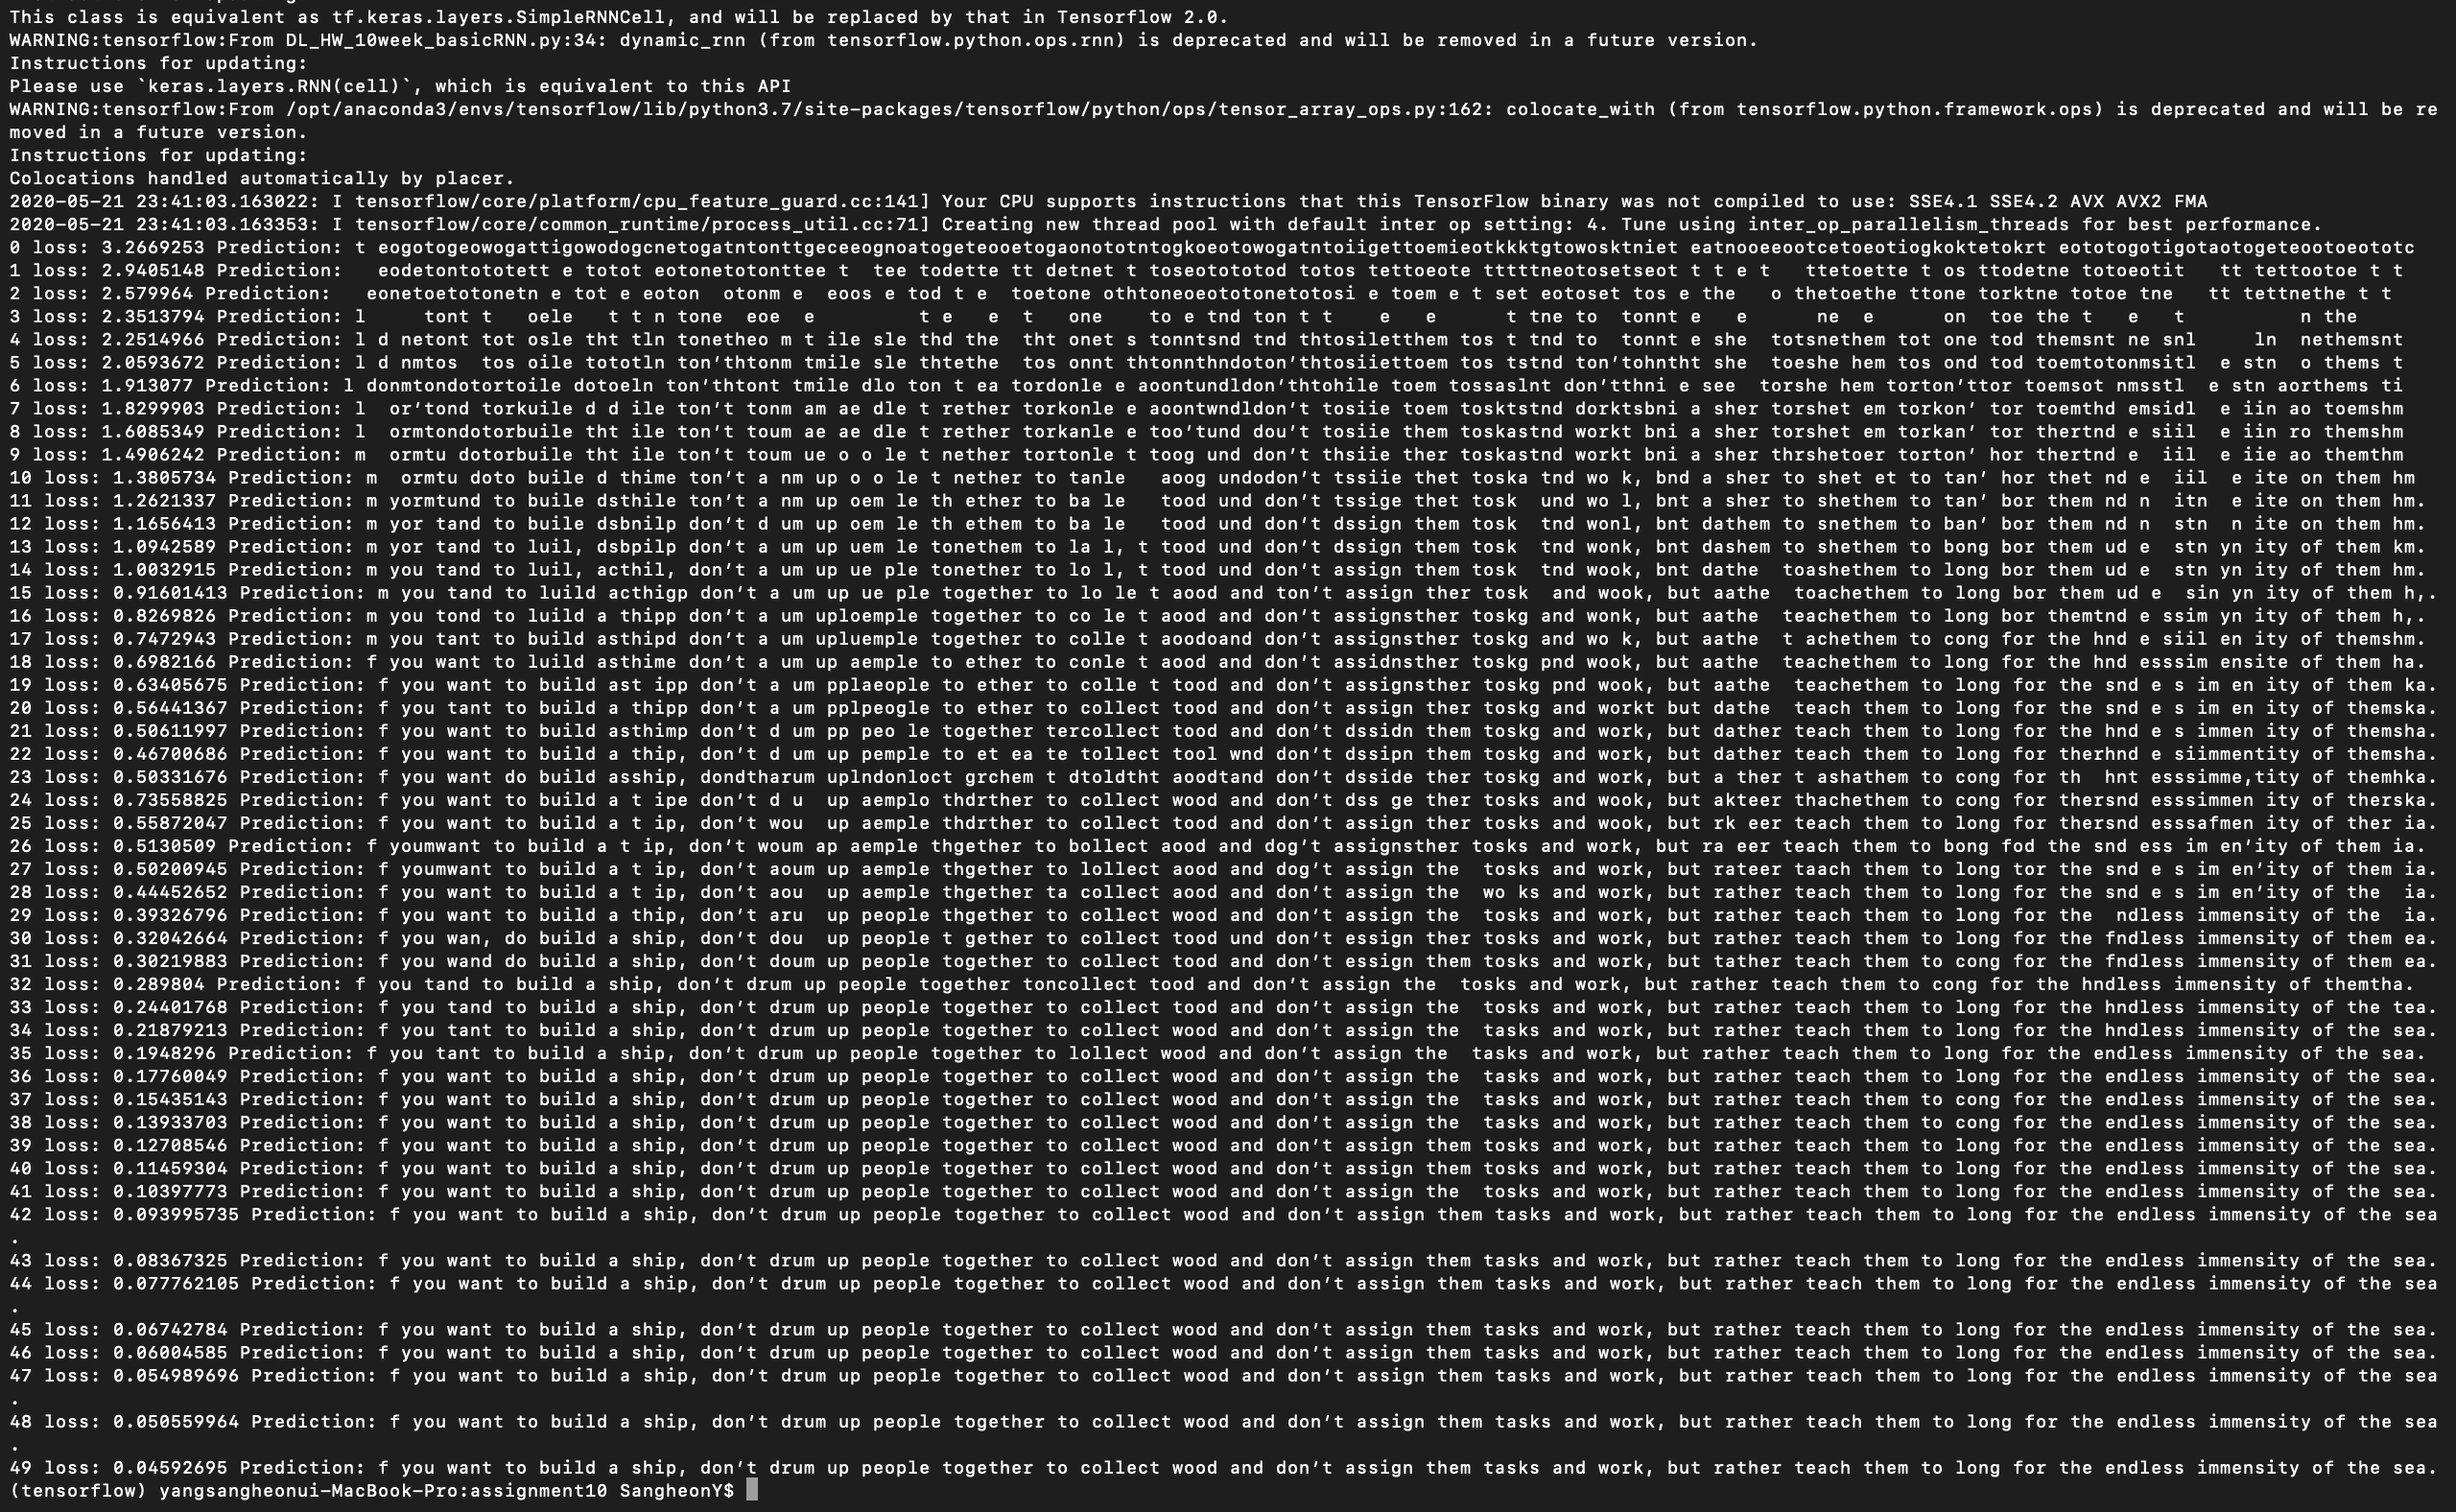 This class is equivalent as tf.keras.layers.SimpleRNNCell, and will be replaced by that in Tensorflow 2.0.
WARNING:tensorflow:From DL_HW_10week_basicRNN.py:34: dynamic_rnn (from tensorflow.python.ops.rnn) is deprecated and will be removed in a future version.
Instructions for updating:
Please use `keras.layers.RNN(cell)`, which is equivalent to this API
WARNING:tensorflow:From /opt/anaconda3/envs/tensorflow/lib/python3.7/site-packages/tensorflow/python/ops/tensor_array_ops.py:162: colocate_with (from tensorflow.python.framework.ops) is deprecated and will be re
moved in a future version.
Instructions for updating:
Colocations handled automatically by placer.
2020-05-21 23:41:03.163022: I tensorflow/core/platform/cpu_feature_guard.cc:141] Your CPU supports instructions that this TensorFlow binary was not compiled to use: SSE4.1 SSE4.2 AVX AVX2 FMA
2020-05-21 23:41:03.163353: I tensorflow/core/common_runtime/process_util.cc:71] Creating new thread pool with default inter op setting: 4. Tune using inter_op_parallelism_threads for best performance.
0 loss: 3.2669253 Prediction: t eogotogeowogattigowodogcnetogatntonttgeceeognoatogeteooetogaonototntogkoeotowogatntoiigettoemieotkkktgtowosktniet eatnooeeootcetoeotiogkoktetokrt eototogotigotaotogeteootoeototc
1 loss: 2.9405148 Prediction:   eodetontototett e totot eotonetotonttee t  tee todette tt detnet t toseotototod totos tettoeote tttttneotosetseot t t e t   ttetoette t os ttodetne totoeotit   tt tettootoe t t
2 loss: 2.579964 Prediction:   eonetoetotonetn e tot e eoton  otonm e  eoos e tod t e  toetone othtoneoeototonetotosi e toem e t set eotoset tos e the   o thetoethe ttone torktne totoe tne   tt tettnethe t t
3 loss: 2.3513794 Prediction: l     tont t   oele   t t n tone  eoe  e         t e   e  t   one    to e tnd ton t t    e   e      t tne to  tonnt e   e      ne  e      on  toe the t   e   t          n the
4 loss: 2.2514966 Prediction: l d netont tot osle tht tln tonetheo m t ile sle thd the  tht onet s tonntsnd tnd thtosiletthem tos t tnd to  tonnt e she  totsnethem tot one tod themsnt ne snl     ln  nethemsnt
5 loss: 2.0593672 Prediction: l d nmtos  tos oile tototln ton’thtonm tmile sle thtethe  tos onnt thtonnthndoton’thtosiiettoem tos tstnd ton’tohntht she  toeshe hem tos ond tod toemtotonmsitl  e stn  o thems t
6 loss: 1.913077 Prediction: l donmtondotortoile dotoeln ton’thtont tmile dlo ton t ea tordonle e aoontundldon’thtohile toem tossaslnt don’tthni e see  torshe hem torton’ttor toemsot nmsstl  e stn aorthems ti
7 loss: 1.8299903 Prediction: l  or’tond torkuile d d ile ton’t tonm am ae dle t rether torkonle e aoontwndldon’t tosiie toem tosktstnd dorktsbni a sher torshet em torkon’ tor toemthd emsidl  e iin ao toemshm
8 loss: 1.6085349 Prediction: l  ormtondotorbuile tht ile ton’t toum ae ae dle t rether torkanle e too’tund dou’t tosiie them toskastnd workt bni a sher torshet em torkan’ tor thertnd e siil  e iin ro themshm
9 loss: 1.4906242 Prediction: m  ormtu dotorbuile tht ile ton’t toum ue o o le t nether tortonle t toog und don’t thsiie ther toskastnd workt bni a sher thrshetoer torton’ hor thertnd e  iil  e iie ao themthm
10 loss: 1.3805734 Prediction: m  ormtu doto buile d thime ton’t a nm up o o le t nether to tanle   aoog undodon’t tssiie thet toska tnd wo k, bnd a sher to shet et to tan’ hor thet nd e  iil  e ite on them hm
11 loss: 1.2621337 Prediction: m yormtund to buile dsthile ton’t a nm up oem le th ether to ba le   tood und don’t tssige thet tosk  und wo l, bnt a sher to shethem to tan’ bor them nd n  itn  e ite on them hm.
12 loss: 1.1656413 Prediction: m yor tand to buile dsbnilp don’t d um up oem le th ethem to ba le   tood und don’t dssign them tosk  tnd wonl, bnt dathem to snethem to ban’ bor them nd n  stn  n ite on them hm.
13 loss: 1.0942589 Prediction: m yor tand to luil, dsbpilp don’t a um up uem le tonethem to la l, t tood und don’t dssign them tosk  tnd wonk, bnt dashem to shethem to bong bor them ud e  stn yn ity of them km.
14 loss: 1.0032915 Prediction: m you tand to luil, acthil, don’t a um up ue ple tonether to lo l, t tood und don’t assign them tosk  tnd wook, bnt dathe  toashethem to long bor them ud e  stn yn ity of them hm.
15 loss: 0.91601413 Prediction: m you tand to luild acthigp don’t a um up ue ple together to lo le t aood and ton’t assign ther tosk  and wook, but aathe  toachethem to long bor them ud e  sin yn ity of them h,.
16 loss: 0.8269826 Prediction: m you tond to luild a thipp don’t a um uploemple together to co le t aood and don’t assignsther toskg and wonk, but aathe  teachethem to long bor themtnd e ssim yn ity of them h,.
17 loss: 0.7472943 Prediction: m you tant to build asthipd don’t a um upluemple together to colle t aoodoand don’t assignsther toskg and wo k, but aathe  t achethem to cong for the hnd e siil en ity of themshm.
18 loss: 0.6982166 Prediction: f you want to luild asthime don’t a um up aemple to ether to conle t aood and don’t assidnsther toskg pnd wook, but aathe  teachethem to long for the hnd esssim ensite of them ha.
19 loss: 0.63405675 Prediction: f you want to build ast ipp don’t a um pplaeople to ether to colle t tood and don’t assignsther toskg pnd wook, but aathe  teachethem to long for the snd e s im en ity of them ka.
20 loss: 0.56441367 Prediction: f you tant to build a thipp don’t a um pplpeogle to ether to collect tood and don’t assignsther toskg and workt but dathe  teach them to long for the snd e s im en ity of themska.
21 loss: 0.50611997 Prediction: f you want to build asthimp don’t d um pp peo le together tercollect tood and don’t dssidn them toskg and work, but dather teach them to long for the hnd e s immen ity of themsha.
22 loss: 0.46700686 Prediction: f you want to build a thip, don’t d um up pemple to et ea te tollect tool wnd don’t dssipn them toskg and work, but dather teach them to long for therhnd e siimmentity of themsha.
23 loss: 0.50331676 Prediction: f you want do build asship, dondtharum uplndonloct grchem t dtoldtht aoodtand don’t dsside ther toskg and work, but a ther t ashathem to cong for th  hnt esssimme,tity of themhka.
24 loss: 0.73558825 Prediction: f you want to build a t ipe don’t d u  up aemplo thdrther to collect wood and don’t dss ge ther tosks and wook, but akteer thachethem to cong for thersnd esssimmen ity of therska.
25 loss: 0.55872047 Prediction: f you want to build a t ip, don’t wou  up aemple thdrther to collect tood and don’t assign ther tosks and wook, but rk eer teach them to long for thersnd esssafmen ity of ther ia.
26 loss: 0.5130509 Prediction: f youmwant to build a t ip, don’t woum ap aemple thgether to bollect aood and dog’t assignsther tosks and work, but ra eer teach them to bong fod the snd ess im en’ity of them ia.
27 loss: 0.50200945 Prediction: f youmwant to build a t ip, don’t aoum up aemple thgether to lollect aood and dog’t assign the  tosks and work, but rateer taach them to long tor the snd e s im en’ity of them ia.
28 loss: 0.44452652 Prediction: f you want to build a t ip, don’t aou  up aemple thgether ta collect aood and don’t assign the  wo ks and work, but rather teach them to long tor the snd e s im en’ity of the  ia.
29 loss: 0.39326796 Prediction: f you want to build a thip, don’t aru  up people thgether to collect wood and don’t assign the  tosks and work, but rather teach them to long for the  ndless immensity of the  ia.
30 loss: 0.32042664 Prediction: f you wan, do build a ship, don’t dou  up people t gether to collect tood und don’t essign ther tosks and work, but rather teach them to long for the fndless immensity of them ea.
31 loss: 0.30219883 Prediction: f you wand do build a ship, don’t doum up people together to collect tood and don’t essign them tosks and work, but tather teach them to cong for the fndless immensity of them ea.
32 loss: 0.289804 Prediction: f you tand to build a ship, don’t drum up people together toncollect tood and don’t assign the  tosks and work, but rather teach them to cong for the hndless immensity of themtha.
33 loss: 0.24401768 Prediction: f you tand to build a ship, don’t drum up people together to collect tood and don’t assign the  tosks and work, but rather teach them to long for the hndless immensity of the tea.
34 loss: 0.21879213 Prediction: f you tant to build a ship, don’t drum up people together to collect wood and don’t assign the  tasks and work, but rather teach them to long for the hndless immensity of the sea.
35 loss: 0.1948296 Prediction: f you tant to build a ship, don’t drum up people together to lollect wood and don’t assign the  tasks and work, but rather teach them to long for the endless immensity of the sea.
36 loss: 0.17760049 Prediction: f you want to build a ship, don’t drum up people together to collect wood and don’t assign the  tasks and work, but rather teach them to long for the endless immensity of the sea.
37 loss: 0.15435143 Prediction: f you want to build a ship, don’t drum up people together to collect wood and don’t assign the  tasks and work, but rather teach them to cong for the endless immensity of the sea.
38 loss: 0.13933703 Prediction: f you want to build a ship, don’t drum up people together to collect wood and don’t assign the  tasks and work, but rather teach them to cong for the endless immensity of the sea.
39 loss: 0.12708546 Prediction: f you want to build a ship, don’t drum up people together to collect wood and don’t assign them tosks and work, but rather teach them to long for the endless immensity of the sea.
40 loss: 0.11459304 Prediction: f you want to build a ship, don’t drum up people together to collect wood and don’t assign them tosks and work, but rather teach them to long for the endless immensity of the sea.
41 loss: 0.10397773 Prediction: f you want to build a ship, don’t drum up people together to collect wood and don’t assign the  tosks and work, but rather teach them to long for the endless immensity of the sea.
42 loss: 0.093995735 Prediction: f you want to build a ship, don’t drum up people together to collect wood and don’t assign them tasks and work, but rather teach them to long for the endless immensity of the sea
.
43 loss: 0.08367325 Prediction: f you want to build a ship, don’t drum up people together to collect wood and don’t assign them tasks and work, but rather teach them to long for the endless immensity of the sea.
44 loss: 0.077762105 Prediction: f you want to build a ship, don’t drum up people together to collect wood and don’t assign them tasks and work, but rather teach them to long for the endless immensity of the sea
.
45 loss: 0.06742784 Prediction: f you want to build a ship, don’t drum up people together to collect wood and don’t assign them tasks and work, but rather teach them to long for the endless immensity of the sea.
46 loss: 0.06004585 Prediction: f you want to build a ship, don’t drum up people together to collect wood and don’t assign them tasks and work, but rather teach them to long for the endless immensity of the sea.
47 loss: 0.054989696 Prediction: f you want to build a ship, don’t drum up people together to collect wood and don’t assign them tasks and work, but rather teach them to long for the endless immensity of the sea
.
48 loss: 0.050559964 Prediction: f you want to build a ship, don’t drum up people together to collect wood and don’t assign them tasks and work, but rather teach them to long for the endless immensity of the sea
.
49 loss: 0.04592695 Prediction: f you want to build a ship, don’t drum up people together to collect wood and don’t assign them tasks and work, but rather teach them to long for the endless immensity of the sea.
(tensorflow) yangsangheonui-MacBook-Pro:assignment10 SangheonY$